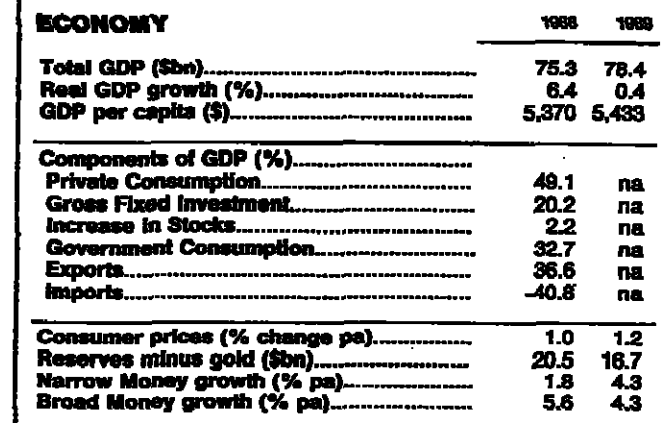 ECONOMY 1988 1989
Total GDP ($bn) 75.3 78.4
Real GDP growth (%) 6.4 0.4
GDP per capita ($) 5,370 5,433
Components of GDP (%)
Private Consumption 49.1 na
Gross Fixed Investment 20.2 na
Increase in Stocks 2.2 na
Government Consumption 32.7 na
Exports 36.6 na
Imports -40.8 na
Consumer prices (% change pa) 1.0 1.2
Reserves minus gold ($bn) 20.5 16.7
Narrow Money growth (% pa) 1.8 4.3
Broad Money growth (% pa) 5.6 4.3